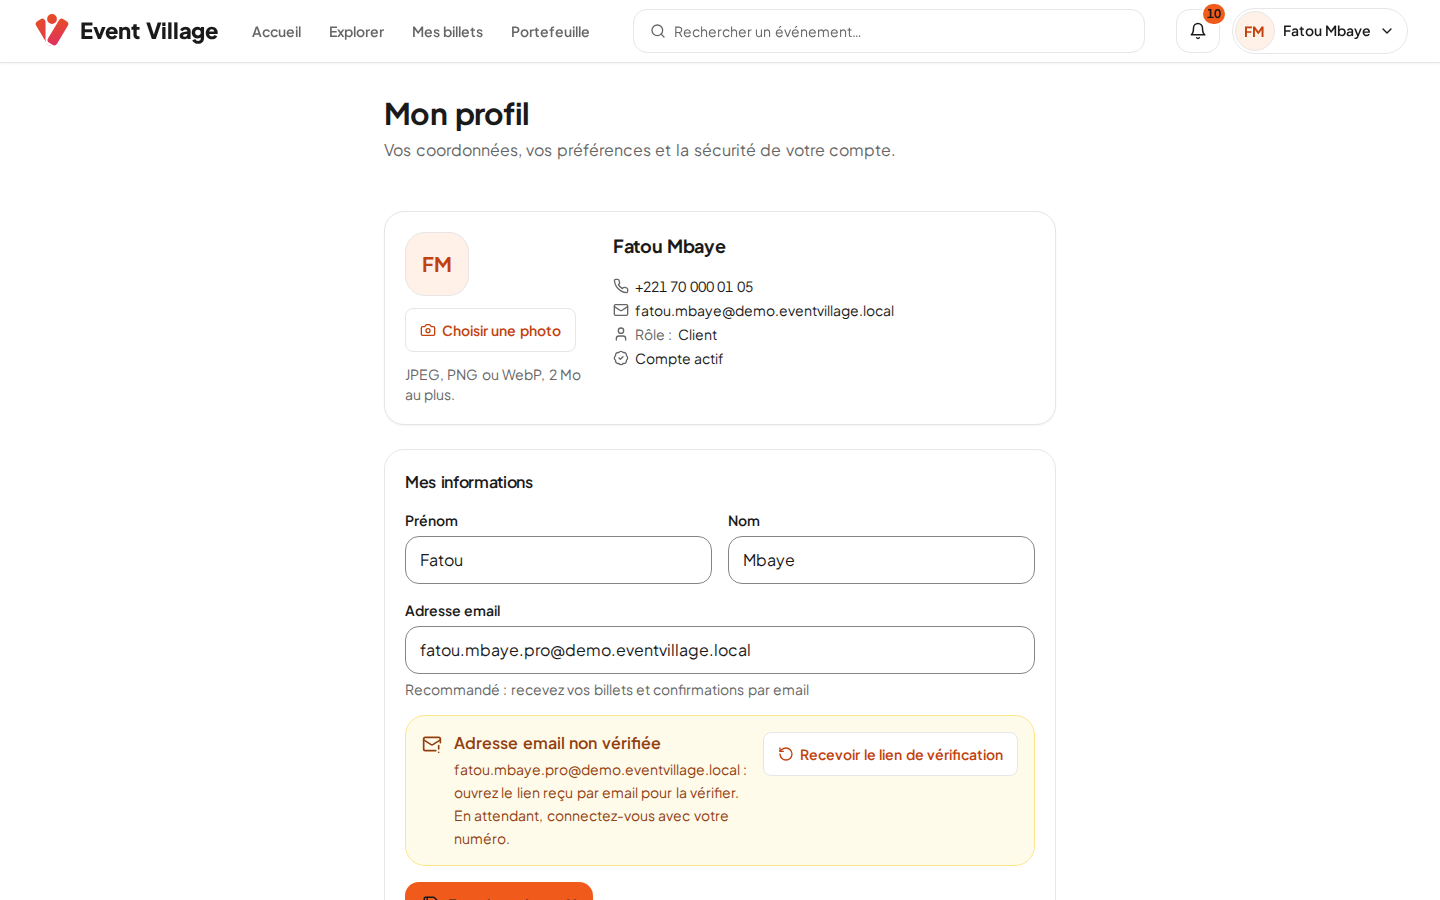 Event Village
Accueil
Explorer
Mes billets
Portefeuille
Rechercher un événement…
10
FM
Fatou Mbaye
Mon profil
Vos coordonnées, vos préférences et la sécurité de votre compte.
FM
Choisir une photo
JPEG, PNG ou WebP, 2 Mo
au plus.
Fatou Mbaye
+221 70 000 01 05
fatou.mbaye@demo.eventvillage.local
Rôle : Client
Compte actif
Mes informations
Prénom
Nom
Fatou
Mbaye
Adresse email
fatou.mbaye.pro@demo.eventvillage.local
Recommandé : recevez vos billets et confirmations par email
Adresse email non vérifiée
fatou.mbaye.pro@demo.eventvillage.local :
ouvrez le lien reçu par email pour la vérifier.
En attendant, connectez-vous avec votre
numéro.
Recevoir le lien de vérification